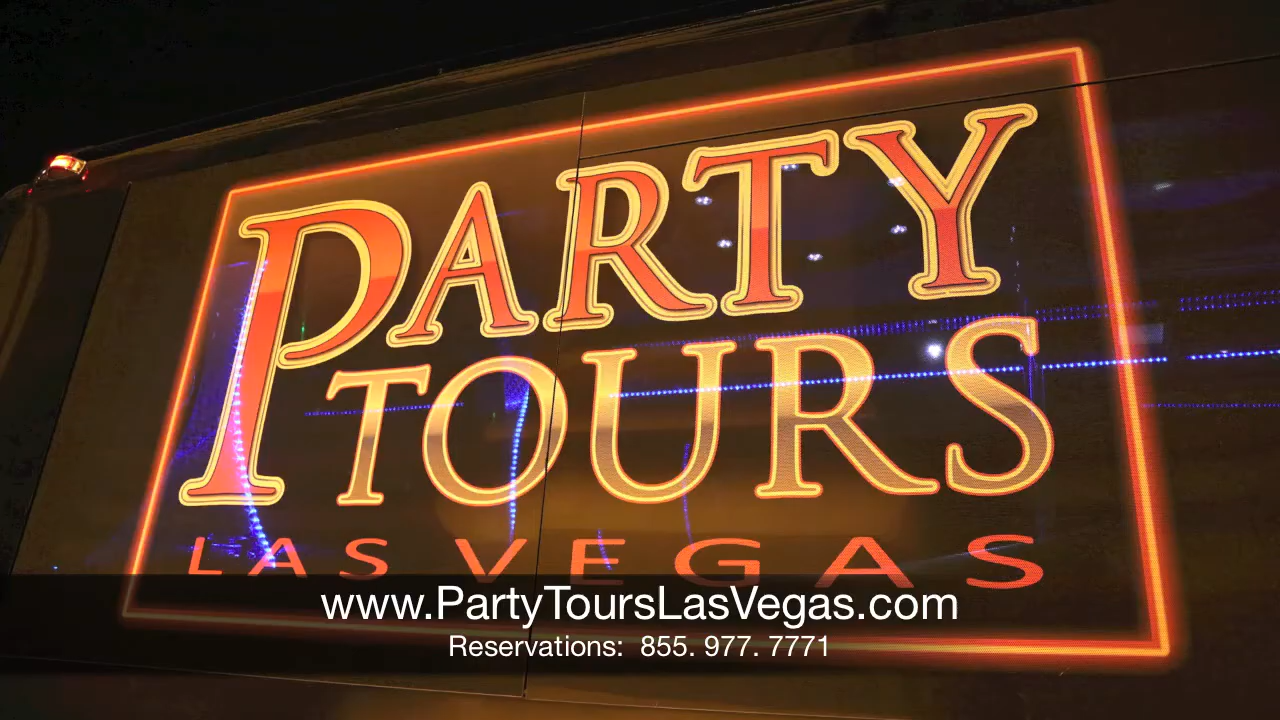 PARTY
TOURS
LAS VEGAS
www.PartyToursLasVegas.com
Reservations: 855. 977. 7771